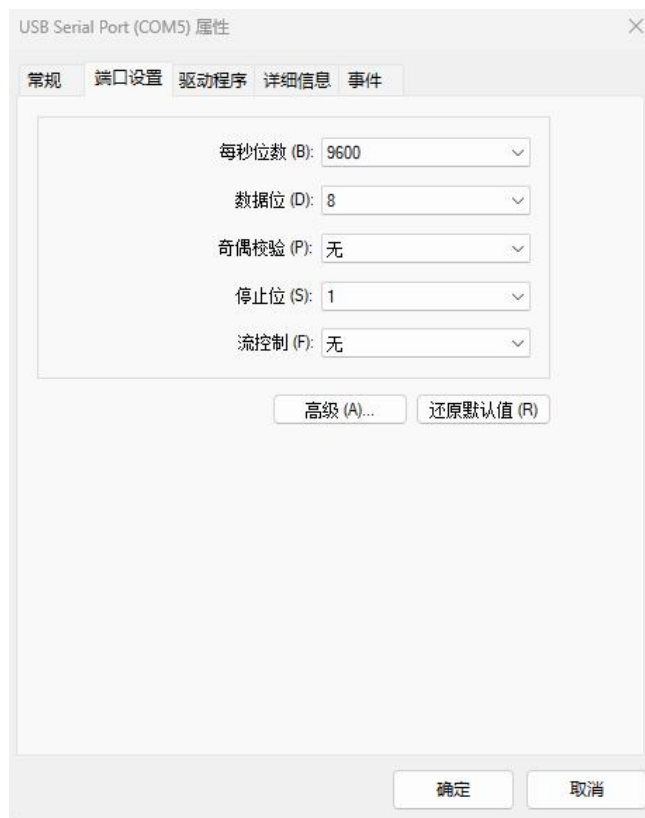 USB Serial Port (COM5) 属性
常规 端口设置 驱动程序 详细信息 事件
每秒位数 (B): 9600
数据位 (D): 8
奇偶校验 (P): 无
停止位 (S): 1
流控制 (F): 无
高级 (A)... 还原默认值 (R)
确定 取消